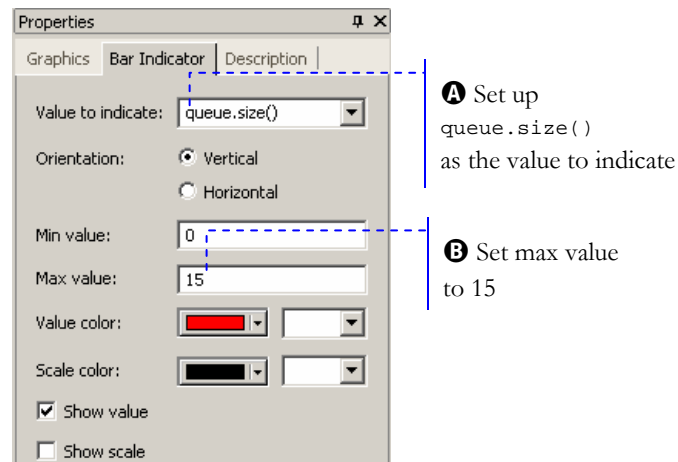 Properties
Graphics Bar Indicator Description
Value to indicate: queue.size()
Orientation: Vertical
Horizontal
Min value: 0
Max value: 15
Value color:
Scale color:
Show value
Show scale
A Set up
queue.size()
as the value to indicate
B Set max value
to 15